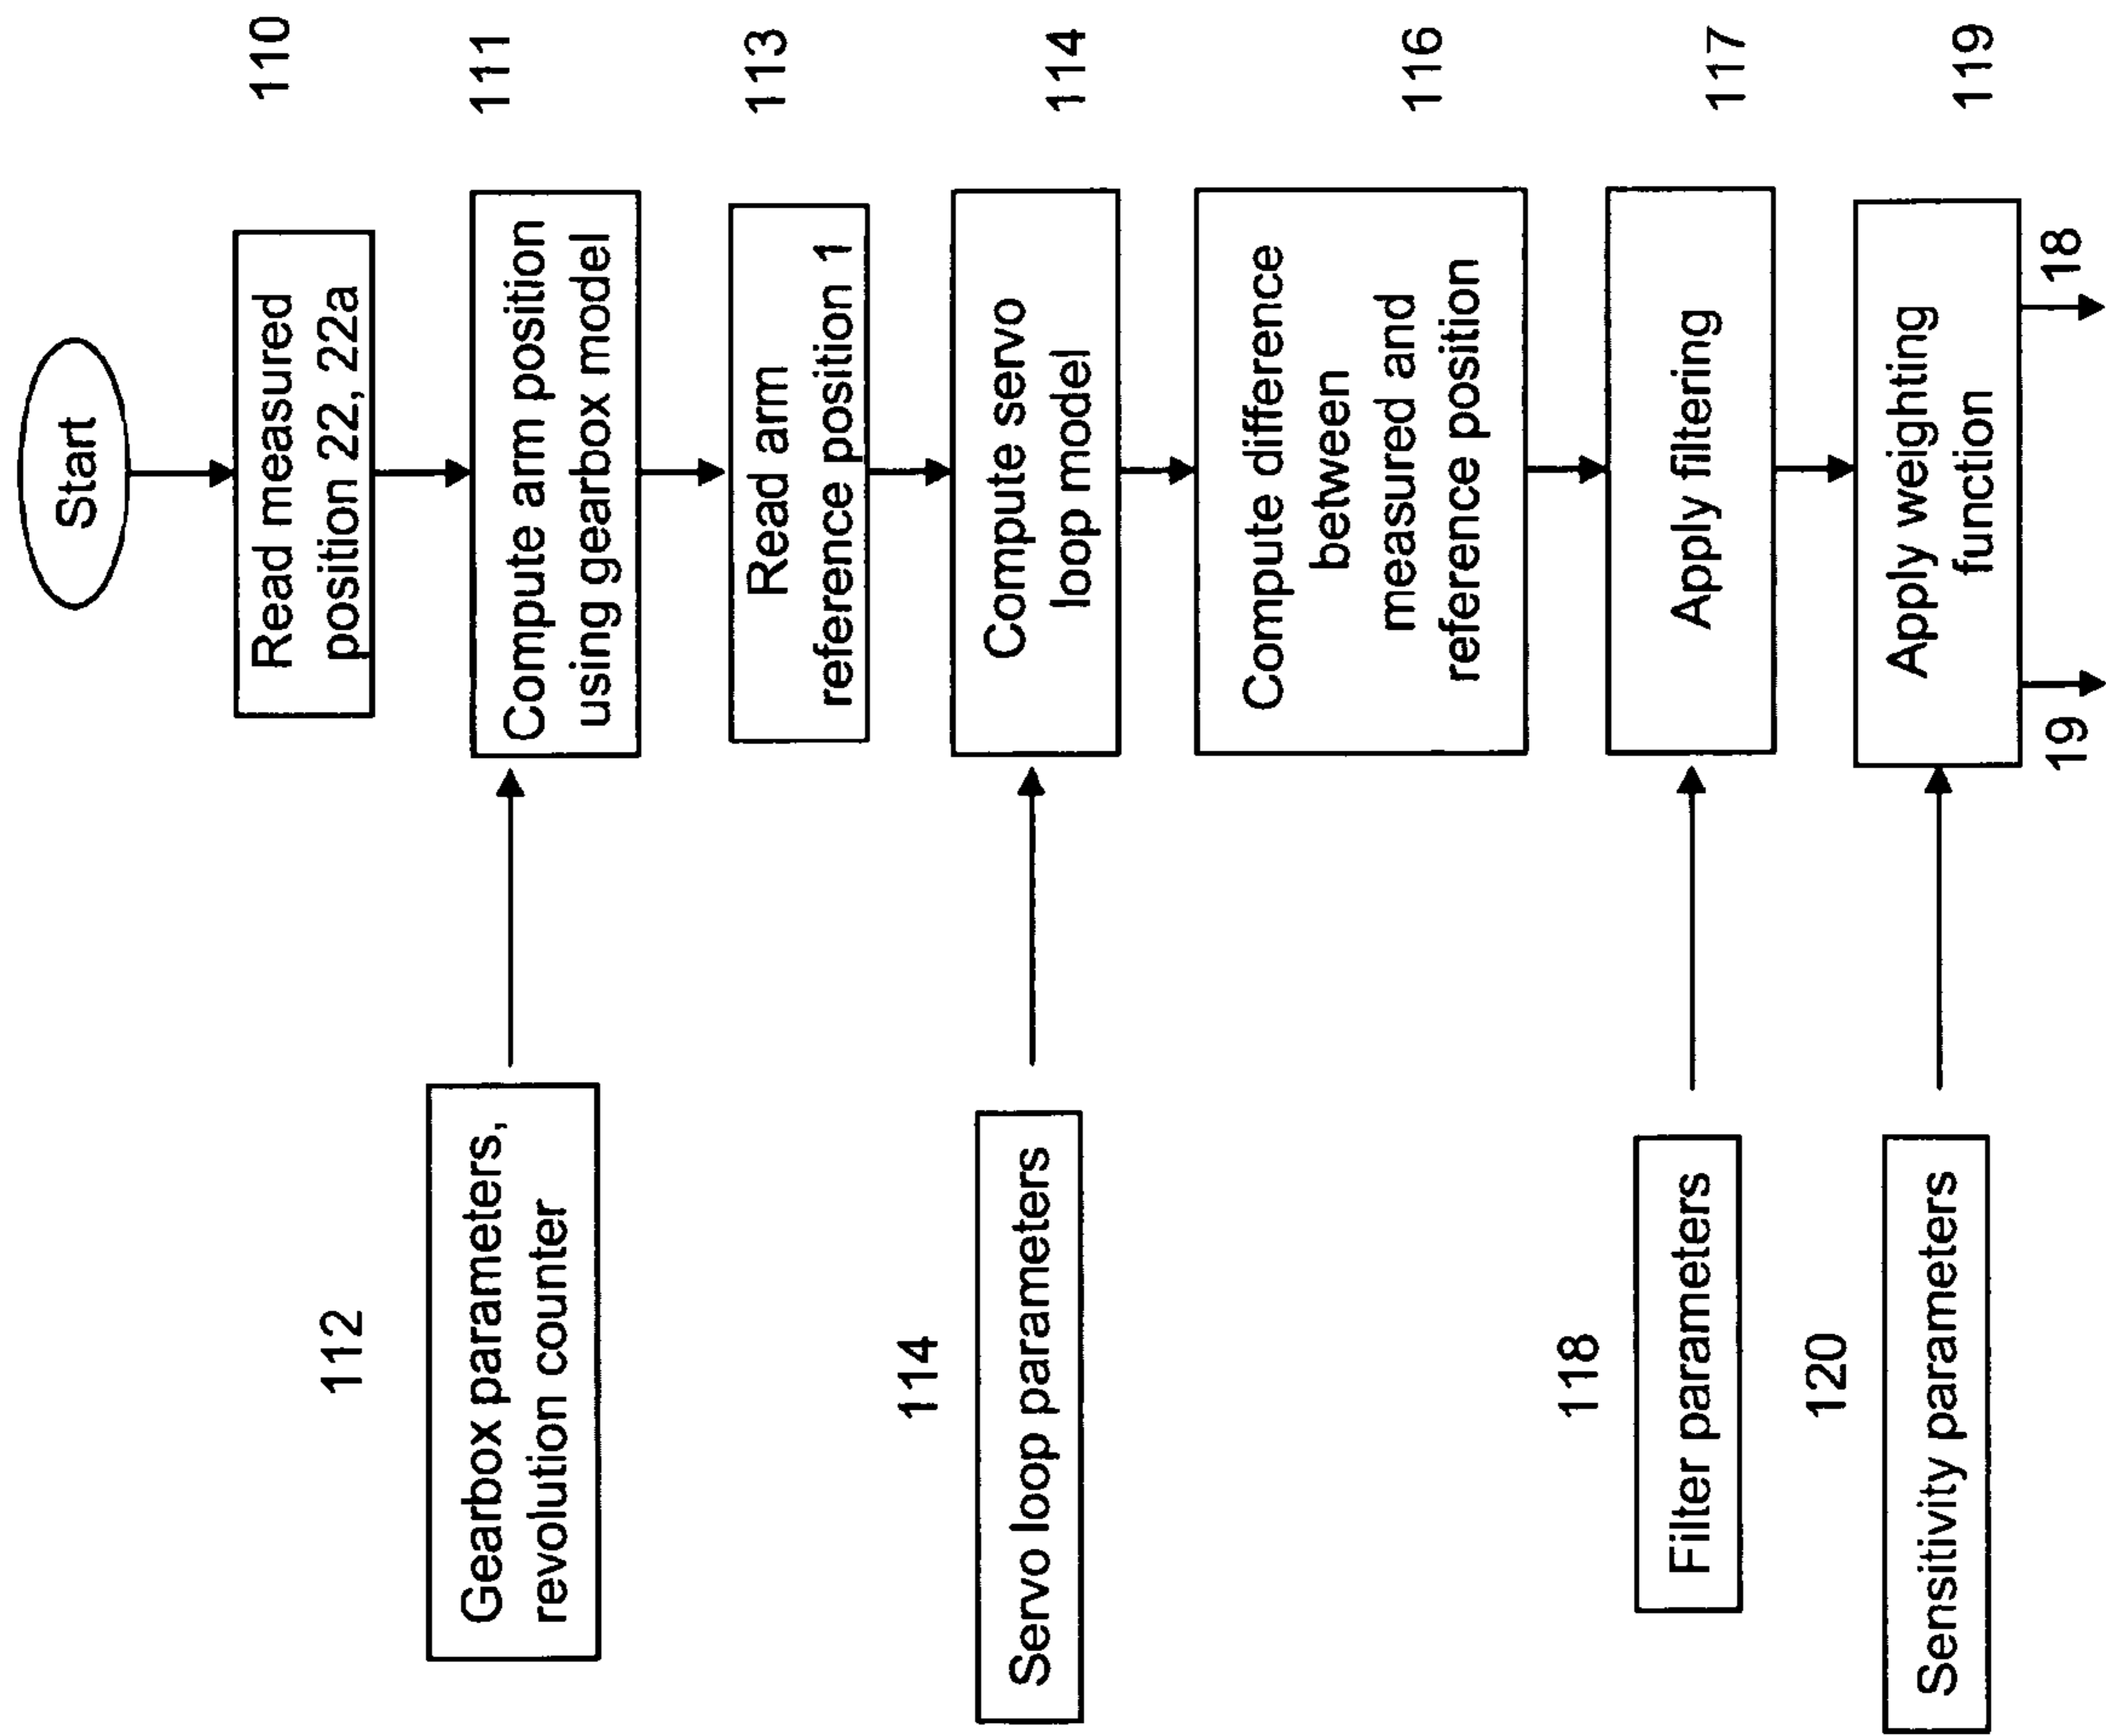 Start
110
Read measured
position 22, 22a
111
Compute arm position
using gearbox model
112
Gearbox parameters,
revolution counter
113
Read arm
reference position 1
114
Compute servo
loop model
114
Servo loop parameters
116
Compute difference
between
measured and
reference position
117
Apply filtering
118
Filter parameters
119
Apply weighting
function
120
Sensitivity parameters
19
18